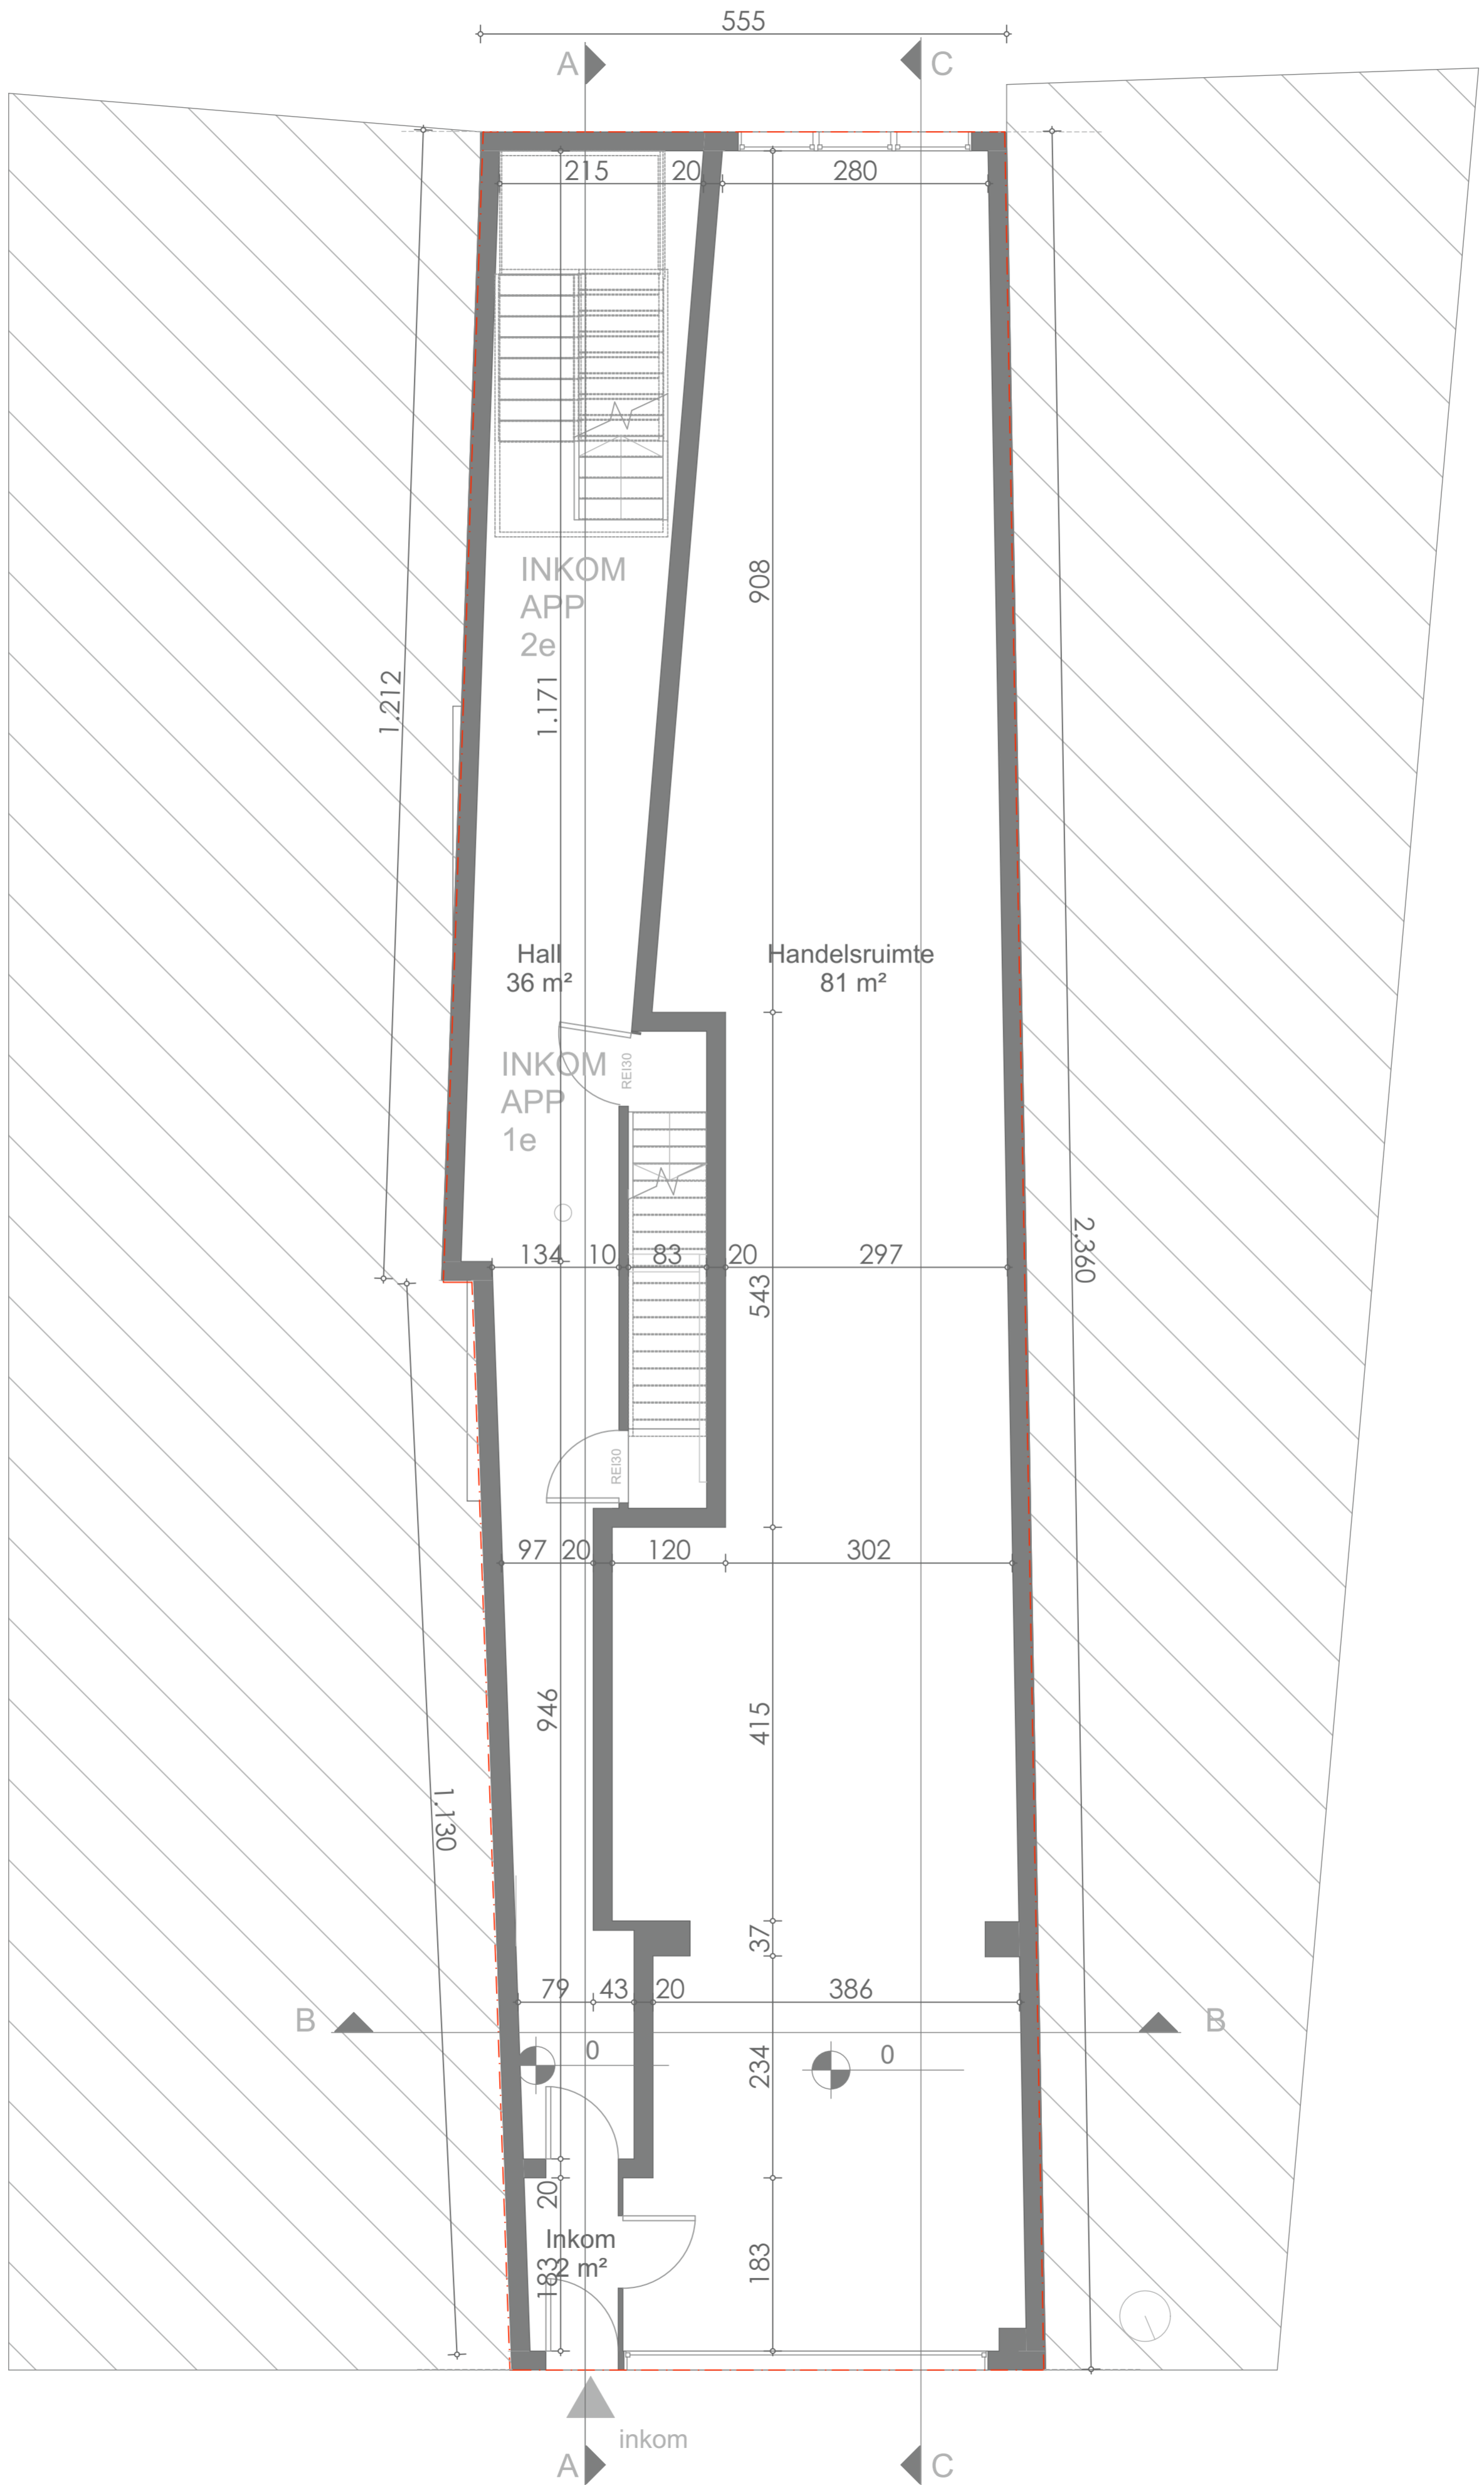 555
A
C
215
20
280
INKOM
APP
2e
908
1.212
1.171
Hall
36 m²
Handelsruimte
81 m²
INKOM
APP
1e
REI30
134
10
83
20
297
543
2.360
REI30
97
20
120
302
946
415
1.130
37
79
43
20
386
B
B
0
0
234
20
Inkom
2 m²
183
183
inkom
A
C